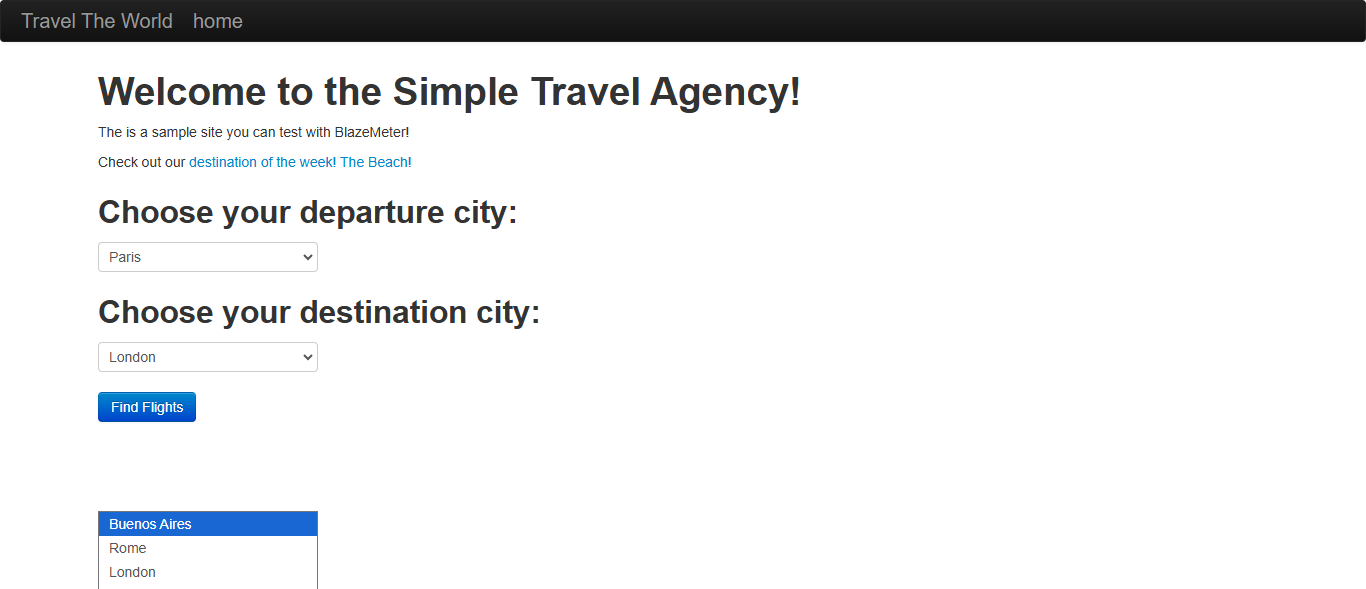 Travel The World home
Welcome to the Simple Travel Agency!
The is a sample site you can test with BlazeMeter!
Check out our destination of the week! The Beach!
Choose your departure city:
Paris
Choose your destination city:
London
Find Flights
Buenos Aires
Rome
London